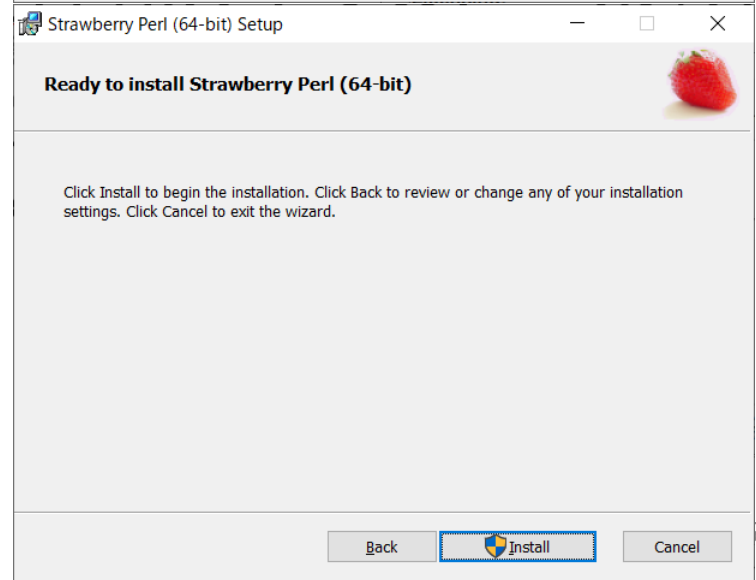 Strawberry Perl (64-bit) Setup
Ready to install Strawberry Perl (64-bit)
Click Install to begin the installation. Click Back to review or change any of your installation
settings. Click Cancel to exit the wizard.
Back Install Cancel